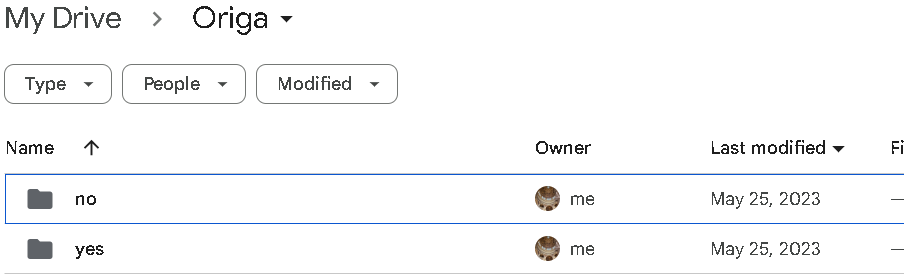 My Drive > Origa
Type People Modified
Name Owner Last modified Fi
no me May 25, 2023 —
yes me May 25, 2023 —